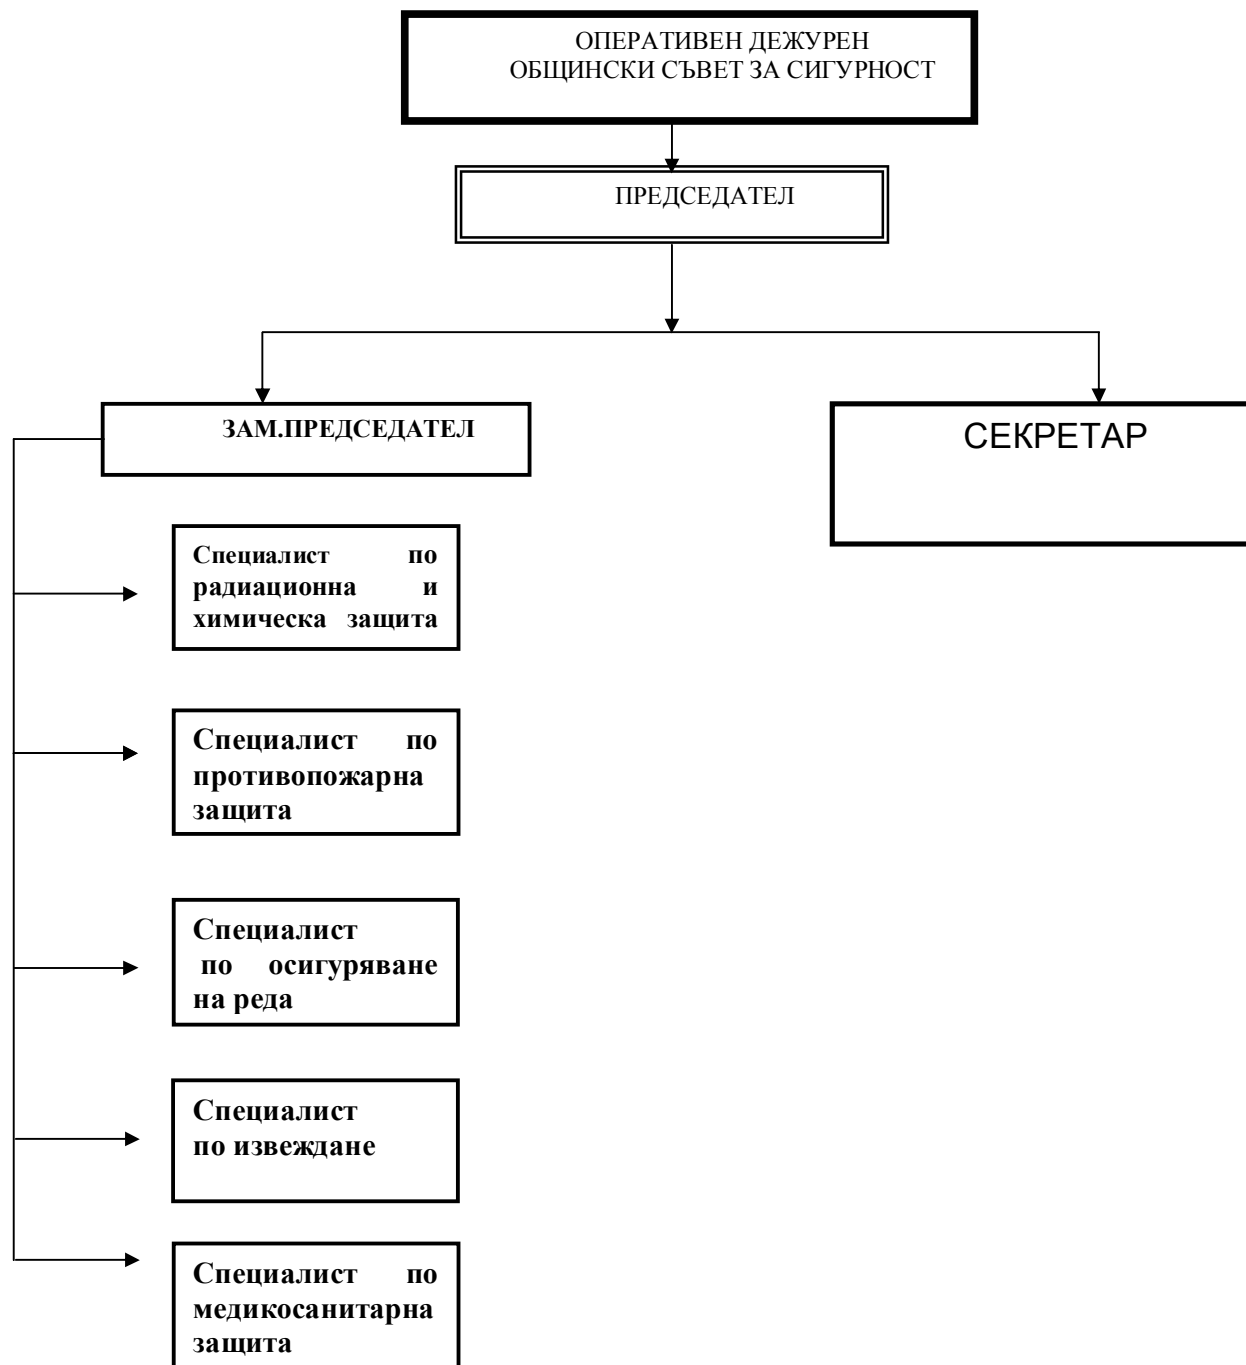 ОПЕРАТИВЕН ДЕЖУРЕН
ОБЩИНСКИ СЪВЕТ ЗА СИГУРНОСТ
ПРЕДСЕДАТЕЛ
ЗАМ.ПРЕДСЕДАТЕЛ
СЕКРЕТАР
Специалист по
радиационна и
химическа защита
Специалист по
противопожарна
защита
Специалист
по осигуряване
на реда
Специалист
по извеждане
Специалист по
медикосанитарна
защита